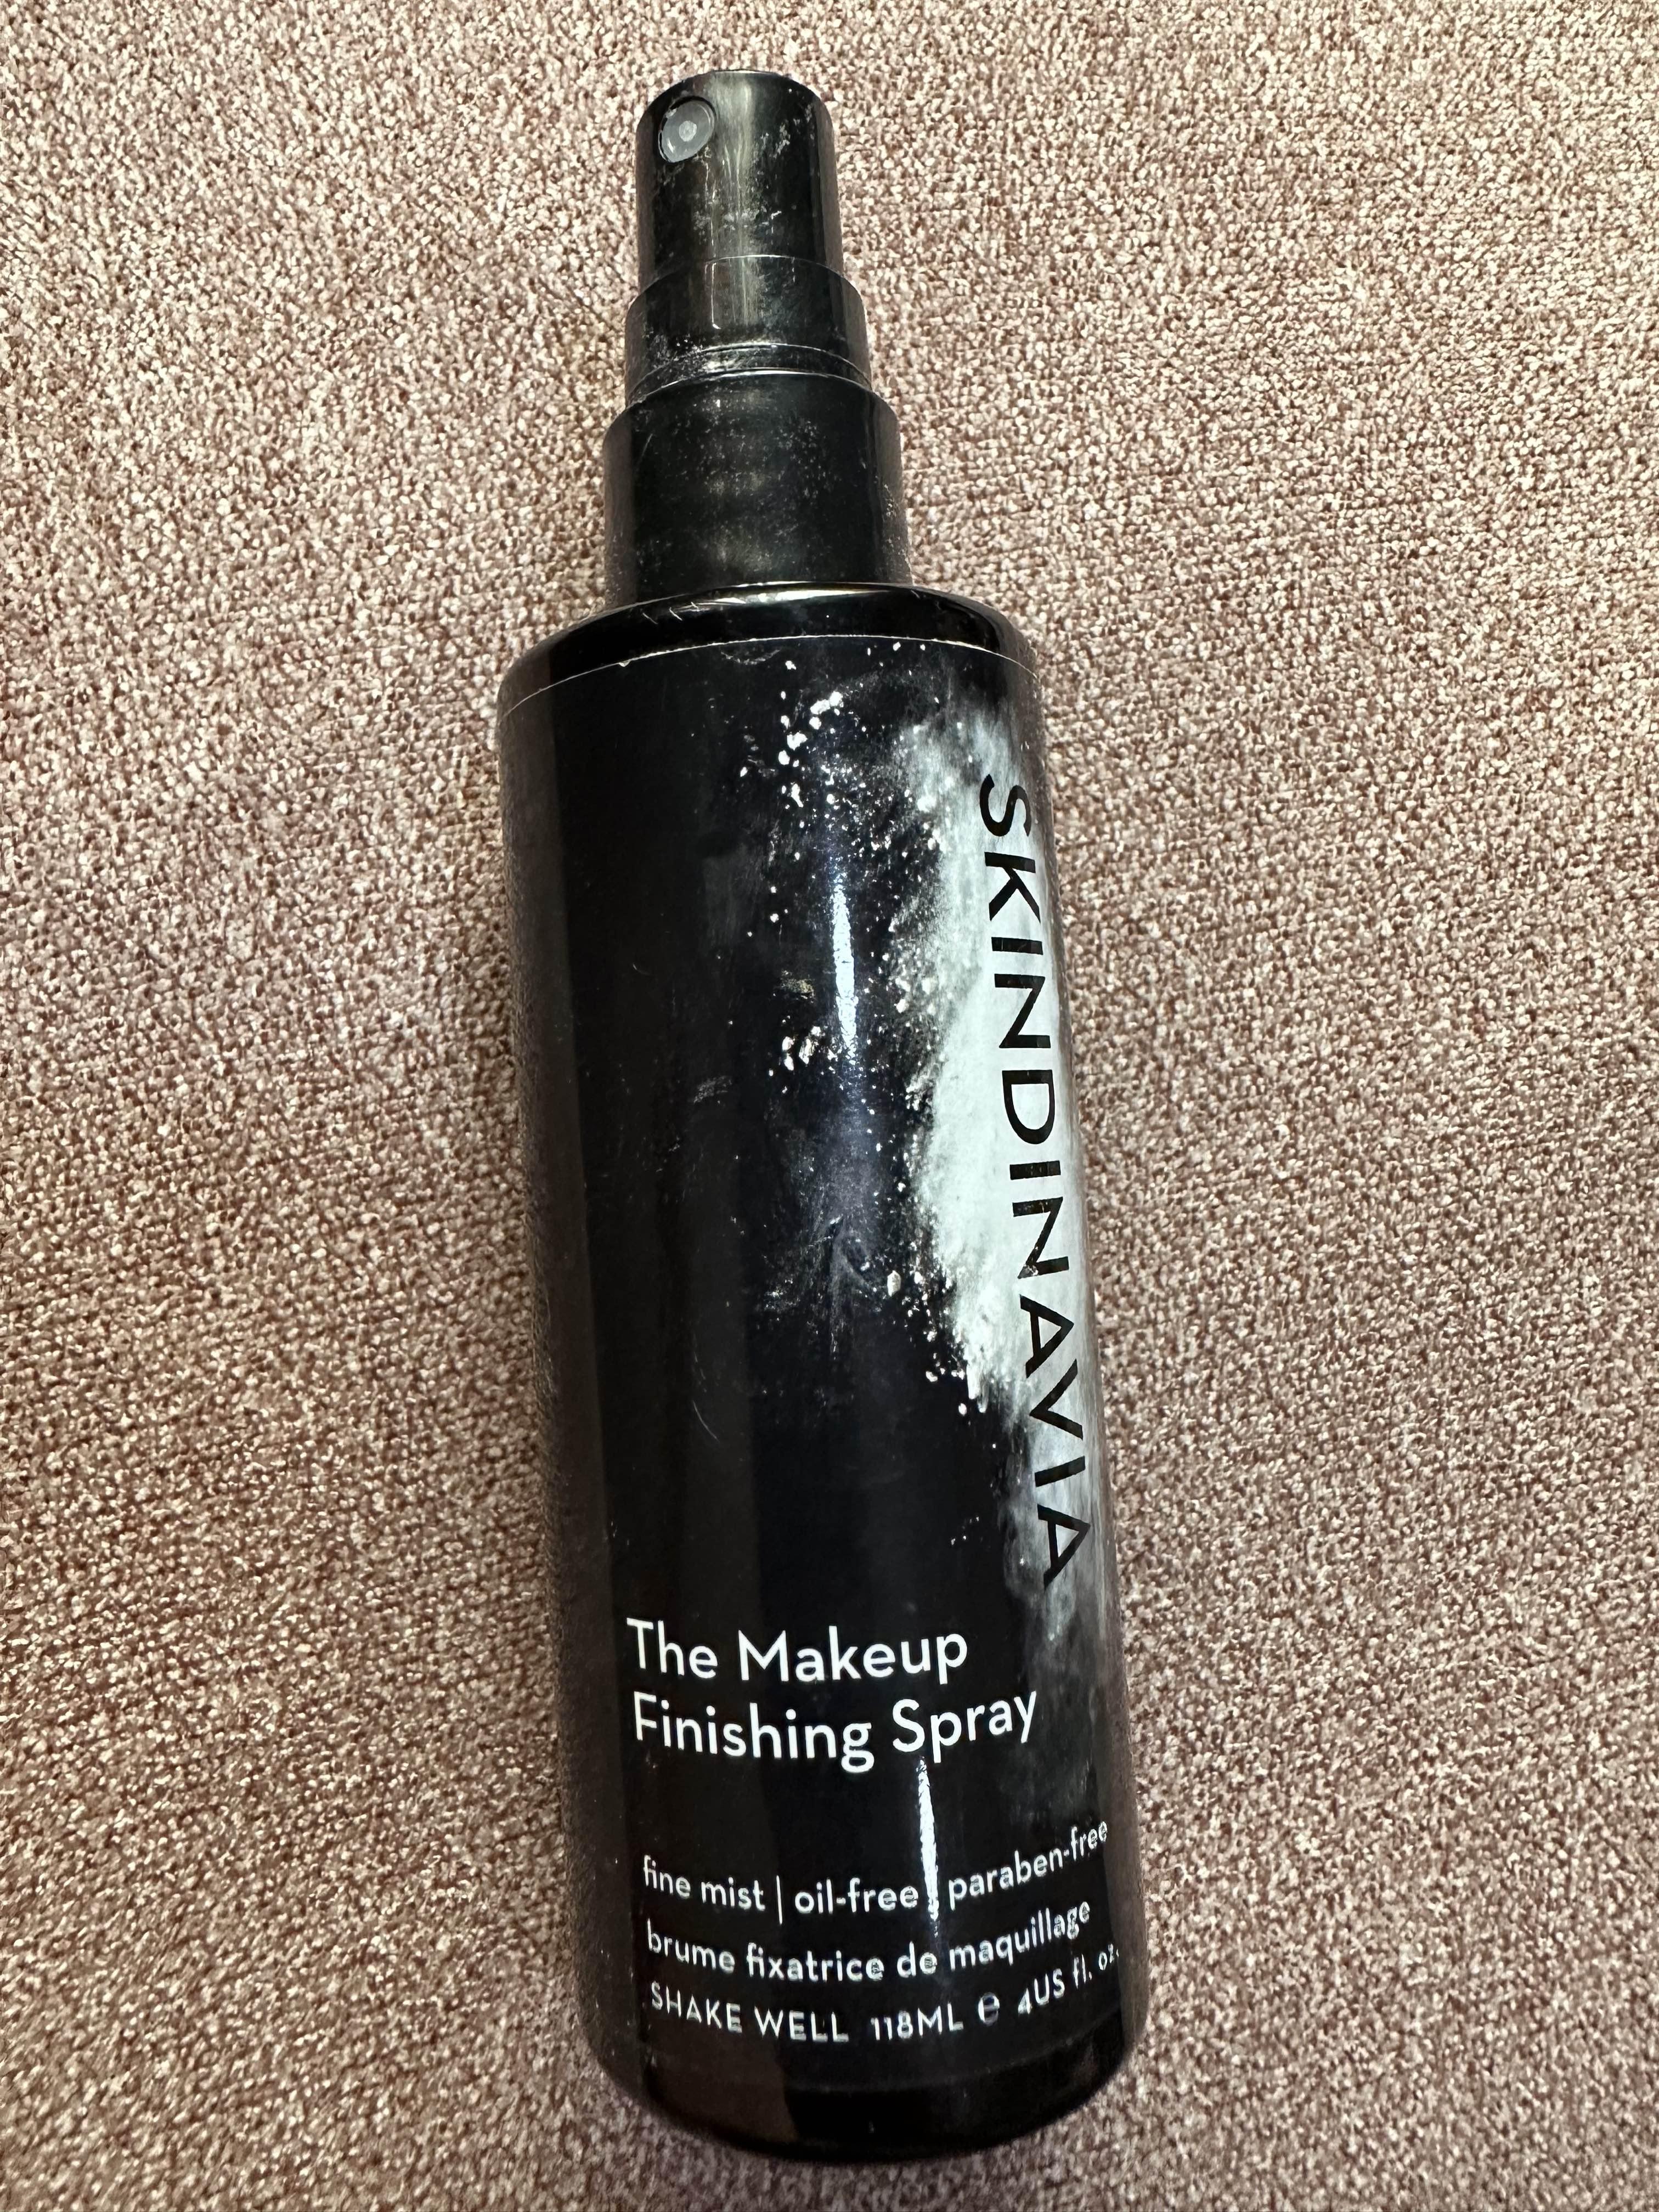 SKINDINAVIA
The Makeup
Finishing Spray
fine mist | oil-free | paraben-free
brume fixatrice de maquillage
SHAKE WELL 118ML ℮ 4US fl. oz.